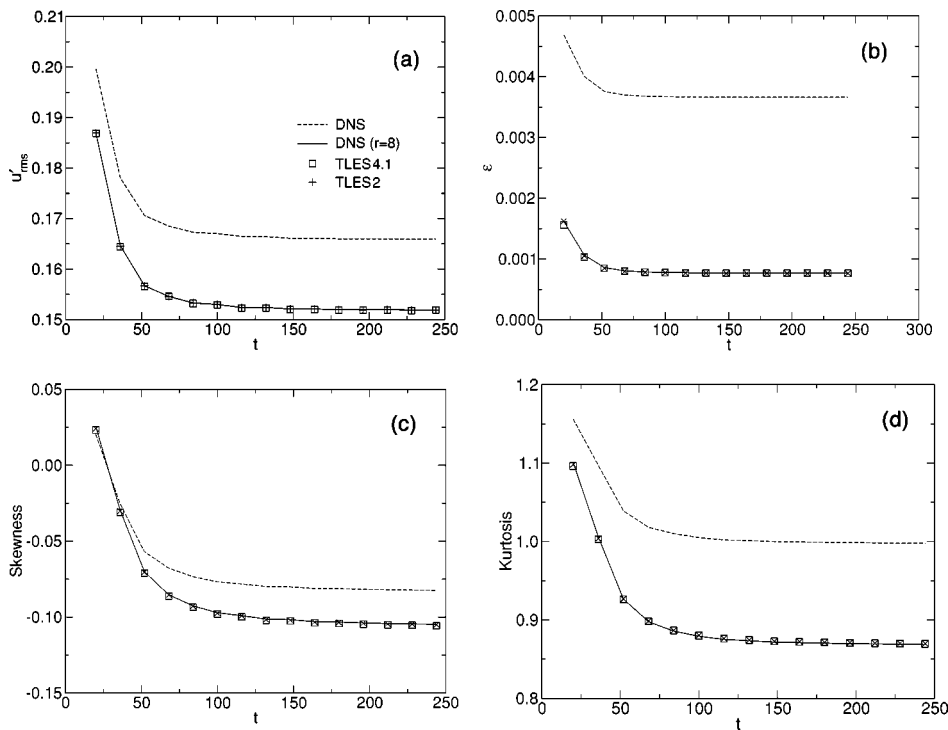 0.21
0.20
0.19
0.18
0.17
0.16
0.15
u'rms
0 50 100 150 200 250
t
(a)
DNS
DNS (r=8)
TLES4.1
TLES2
0.005
0.004
0.003
0.002
0.001
0.000
ε
0 50 100 150 200 250 300
t
(b)
0.05
0.00
-0.05
-0.10
-0.15
Skewness
0 50 100 150 200 250
t
(c)
1.2
1.1
1.0
0.9
0.8
Kurtosis
0 50 100 150 200 250
t
(d)